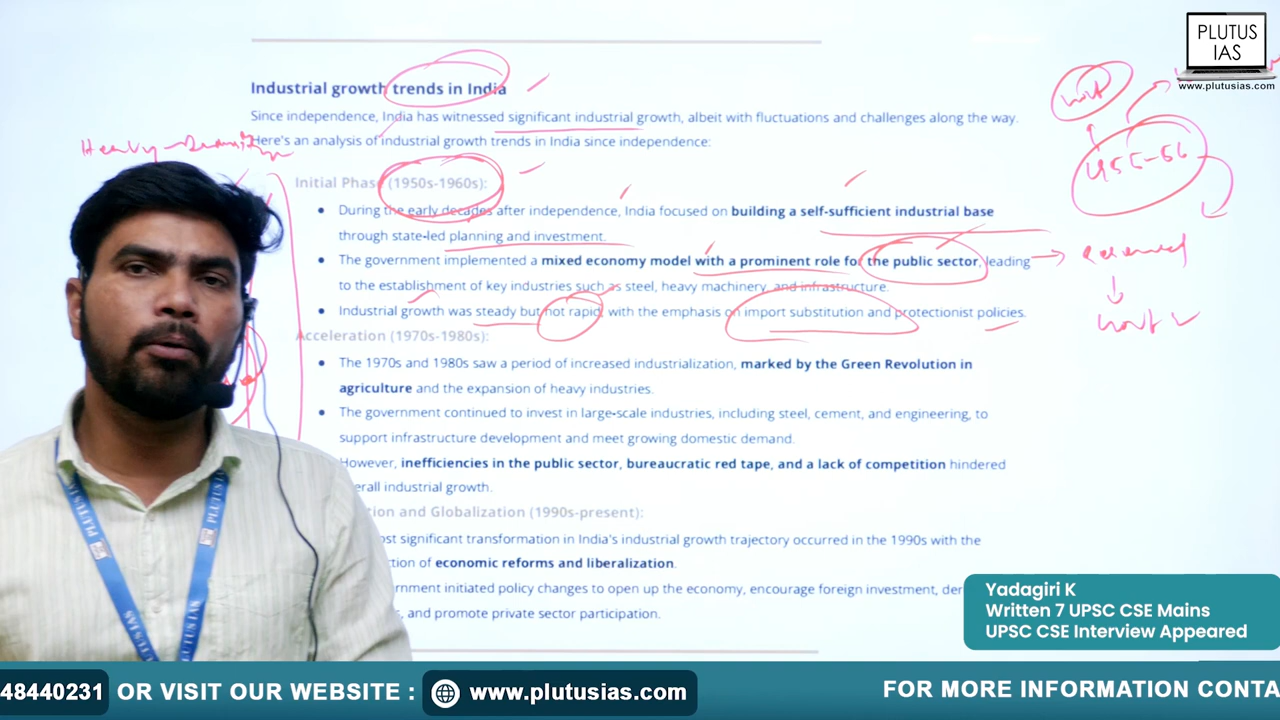 PLUTUS
IAS
www.plutusias.com
Industrial growth trends in India
Since independence, India has witnessed significant industrial growth, albeit with fluctuations and challenges along the way.
Here's an analysis of industrial growth trends in India since independence:
Heavy
Initial Phase (1950s-1960s):
1955-56
• During the early decades after independence, India focused on building a self-sufficient industrial base
through state-led planning and investment.
• The government implemented a mixed economy model with a prominent role for the public sector, leading
to the establishment of key industries such as steel, heavy machinery, and infrastructure.
• Industrial growth was steady but not rapid, with the emphasis on import substitution and protectionist policies.
Acceleration (1970s-1980s):
• The 1970s and 1980s saw a period of increased industrialization, marked by the Green Revolution in
agriculture and the expansion of heavy industries.
• The government continued to invest in large-scale industries, including steel, cement, and engineering, to
support infrastructure development and meet growing domestic demand.
However, inefficiencies in the public sector, bureaucratic red tape, and a lack of competition hindered
erall industrial growth.
tion and Globalization (1990s-present):
ost significant transformation in India's industrial growth trajectory occurred in the 1990s with the
ction of economic reforms and liberalization.
rnment initiated policy changes to open up the economy, encourage foreign investment, der
, and promote private sector participation.
PLUTUS IAS
PLUTUS IAS
Yadagiri K
Written 7 UPSC CSE Mains
UPSC CSE Interview Appeared
48440231 OR VISIT OUR WEBSITE : www.plutusias.com FOR MORE INFORMATION CONTA